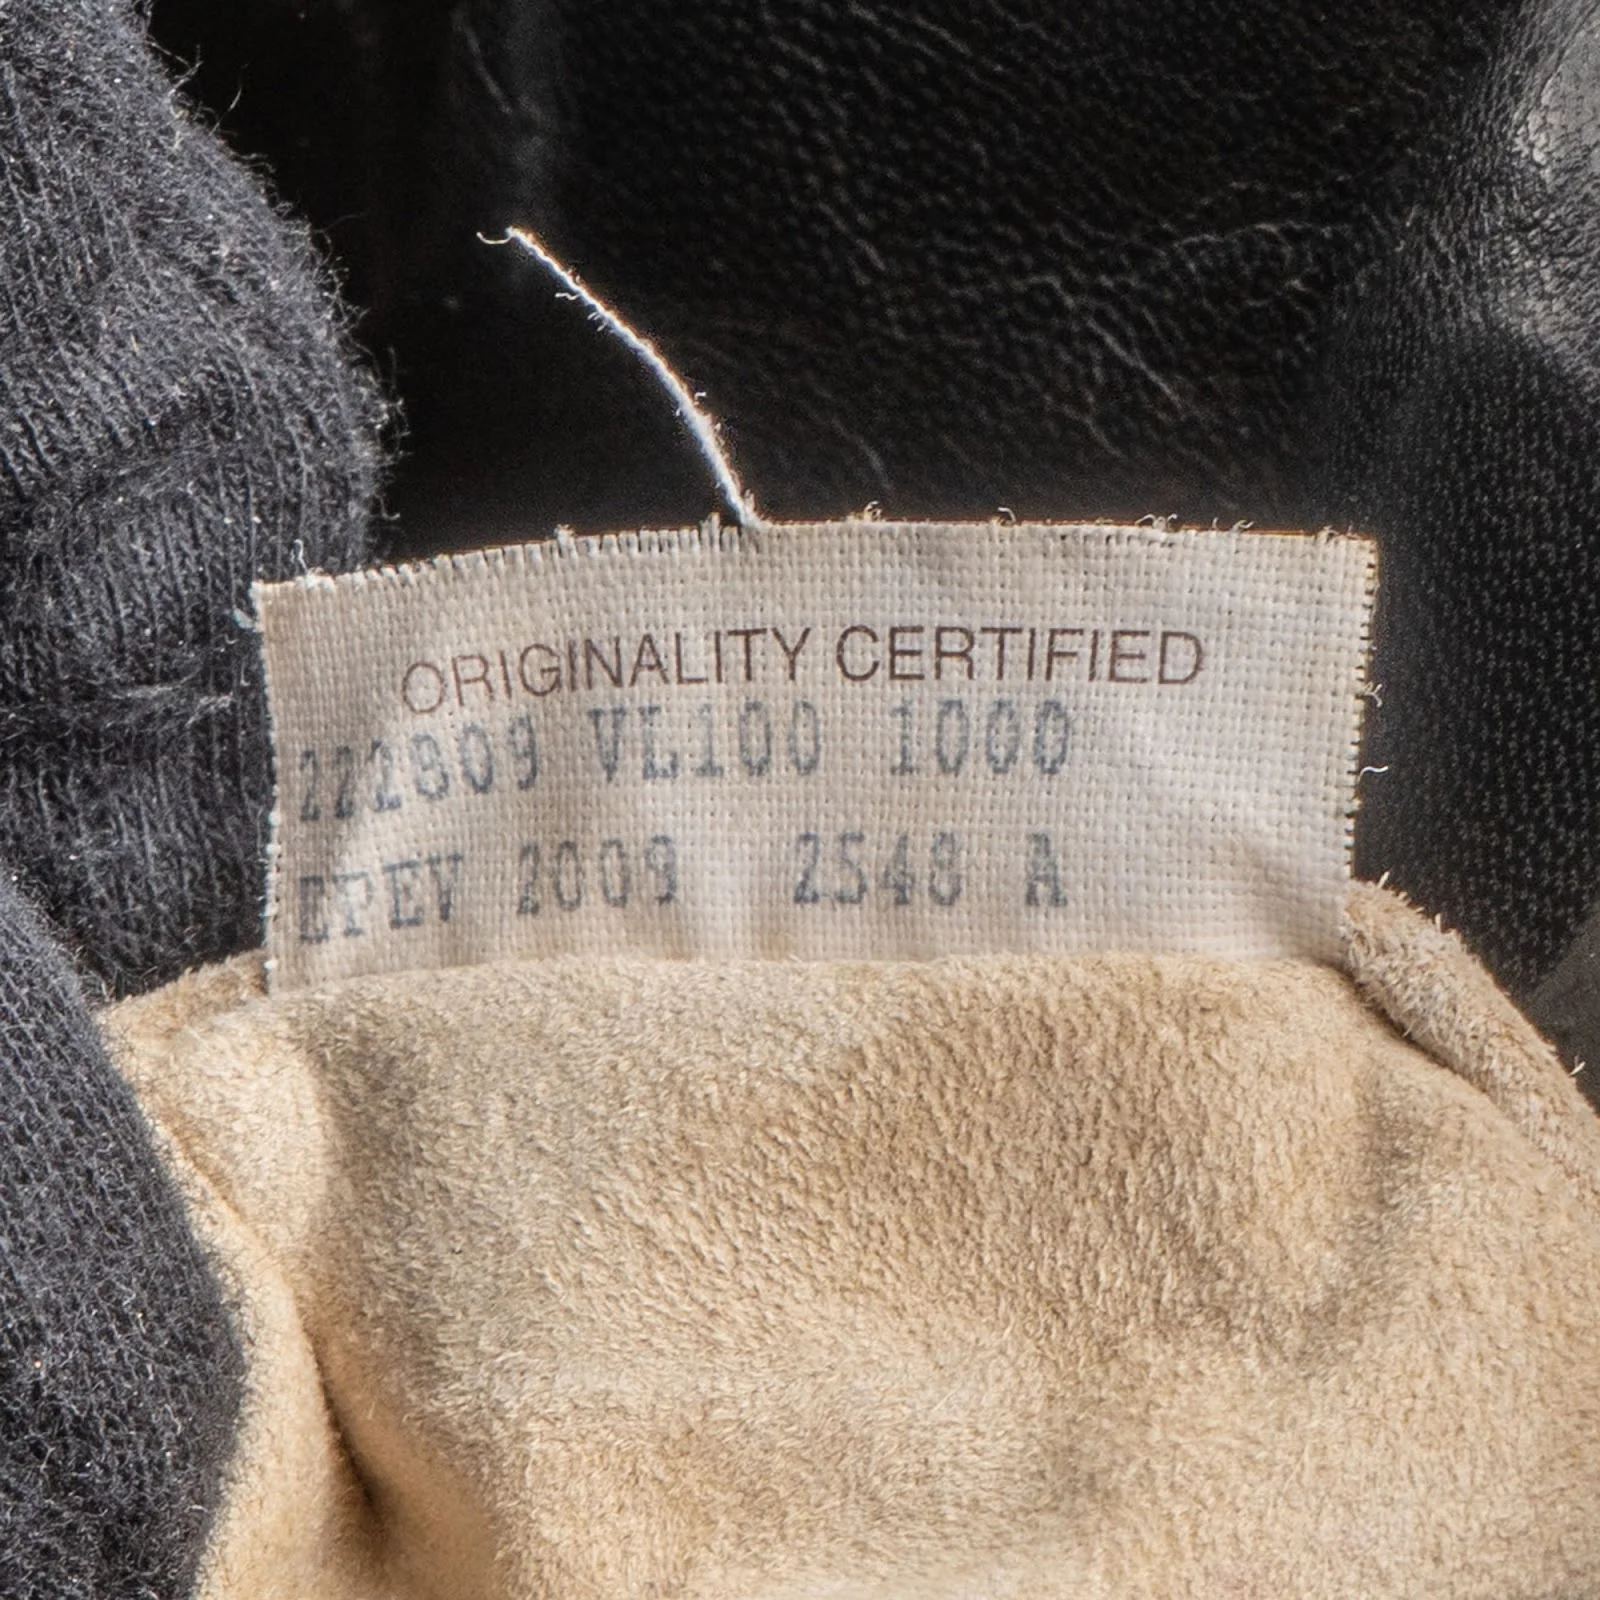 ORIGINALITY CERTIFIED
222809 VL100 1000
EPEV 2009 2548 A